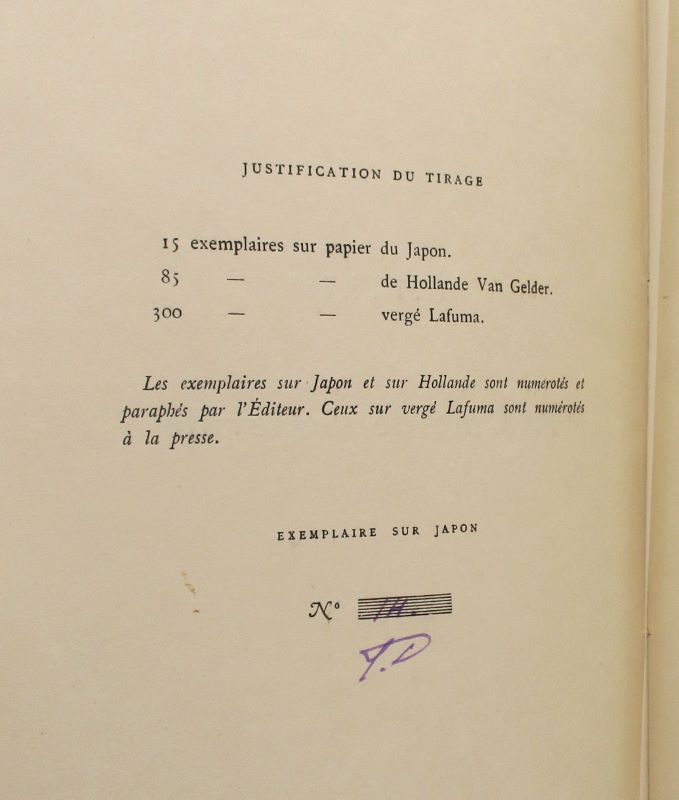 JUSTIFICATION DU TIRAGE
15 exemplaires sur papier du Japon.
85 — — de Hollande Van Gelder.
300 — — vergé Lafuma.
Les exemplaires sur Japon et sur Hollande sont numérotés et
paraphés par l'Éditeur. Ceux sur vergé Lafuma sont numérotés
à la presse.
EXEMPLAIRE SUR JAPON
Nº 14.